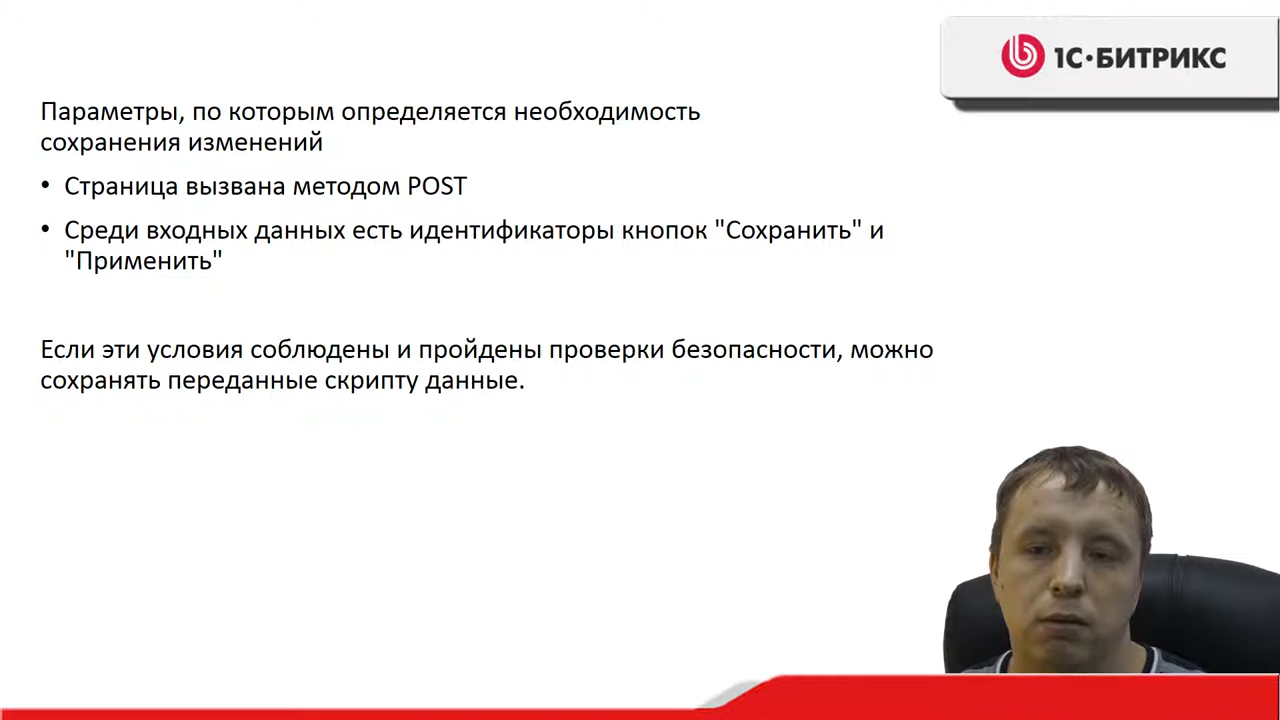 1С·БИТРИКС
Параметры, по которым определяется необходимость
сохранения изменений
• Страница вызвана методом POST
• Среди входных данных есть идентификаторы кнопок "Сохранить" и
"Применить"
Если эти условия соблюдены и пройдены проверки безопасности, можно
сохранять переданные скрипту данные.